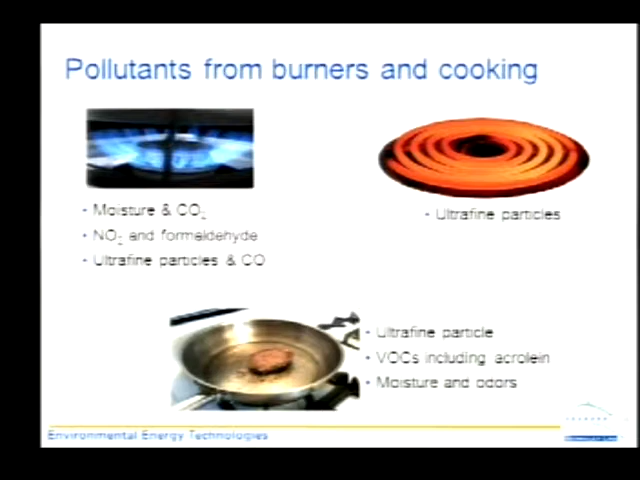 Pollutants from burners and cooking
- Moisture & CO2
- NO2 and formaldehyde
- Ultrafine particles & CO
- Ultrafine particles
- Ultrafine particle
- VOCs including acrolein
- Moisture and odors
Environmental Energy Technologies